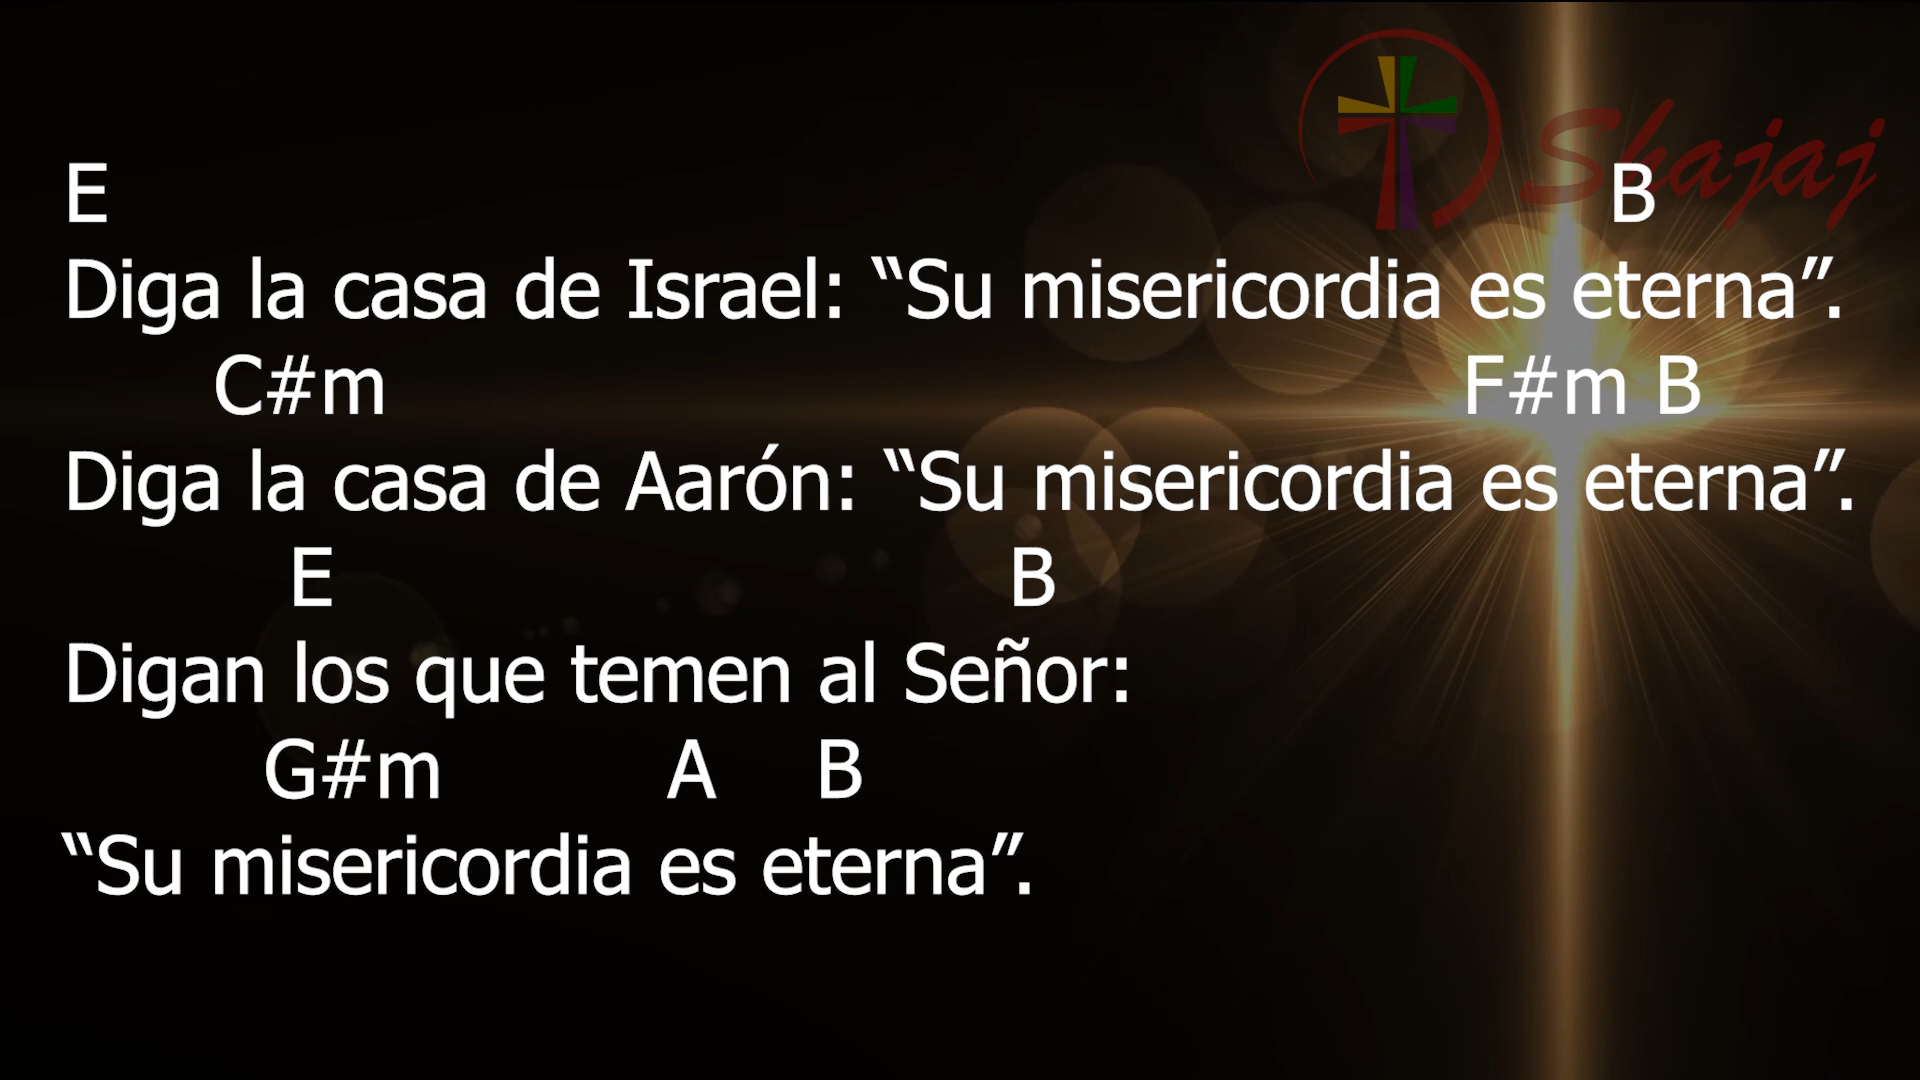 Shajaj
E B
Diga la casa de Israel: “Su misericordia es eterna”.
C#m F#m B
Diga la casa de Aarón: “Su misericordia es eterna”.
E B
Digan los que temen al Señor:
G#m A B
“Su misericordia es eterna”.